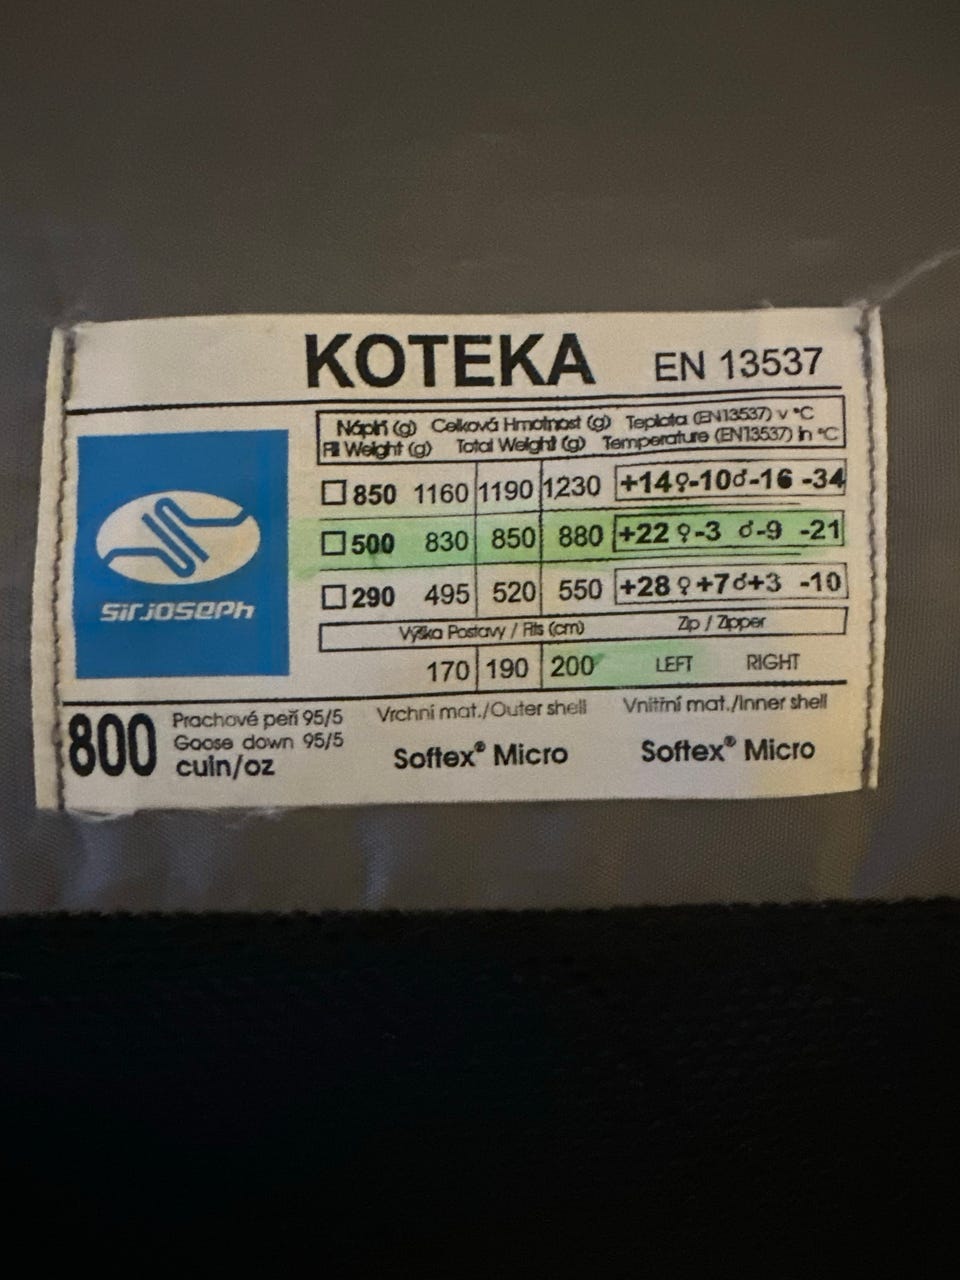 KOTEKA EN 13537
Náplň (g) Celková Hmotnost (g) Teplota (EN13537) v °C
Fill Weight (g) Total Weight (g) Temperature (EN13537) in °C
☐ 850 1160 1190 1230 +14♀-10♂-16 -34
☐ 500 830 850 880 +22 ♀-3 ♂-9 -21
☐ 290 495 520 550 +28♀+7♂+3 -10
Výška Postavy / Fits (cm) Zip / Zipper
170 190 200 LEFT RIGHT
SIR JOSEPH
800 Prachové peří 95/5
Goose down 95/5
cuin/oz
Vrchní mat./Outer shell
Softex® Micro
Vnitřní mat./Inner shell
Softex® Micro